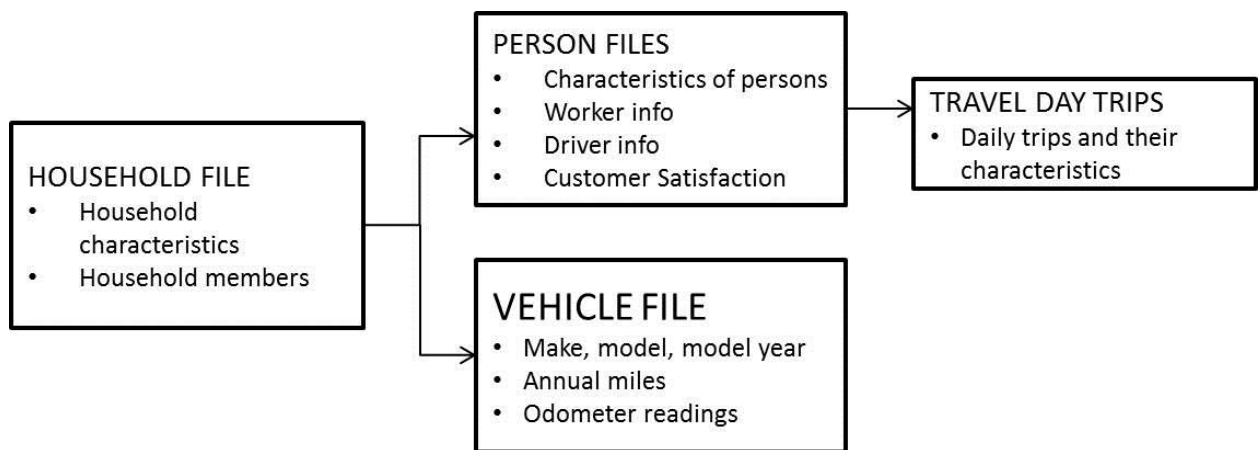 HOUSEHOLD FILE
• Household
characteristics
• Household members
PERSON FILES
• Characteristics of persons
• Worker info
• Driver info
• Customer Satisfaction
TRAVEL DAY TRIPS
• Daily trips and their
characteristics
VEHICLE FILE
• Make, model, model year
• Annual miles
• Odometer readings